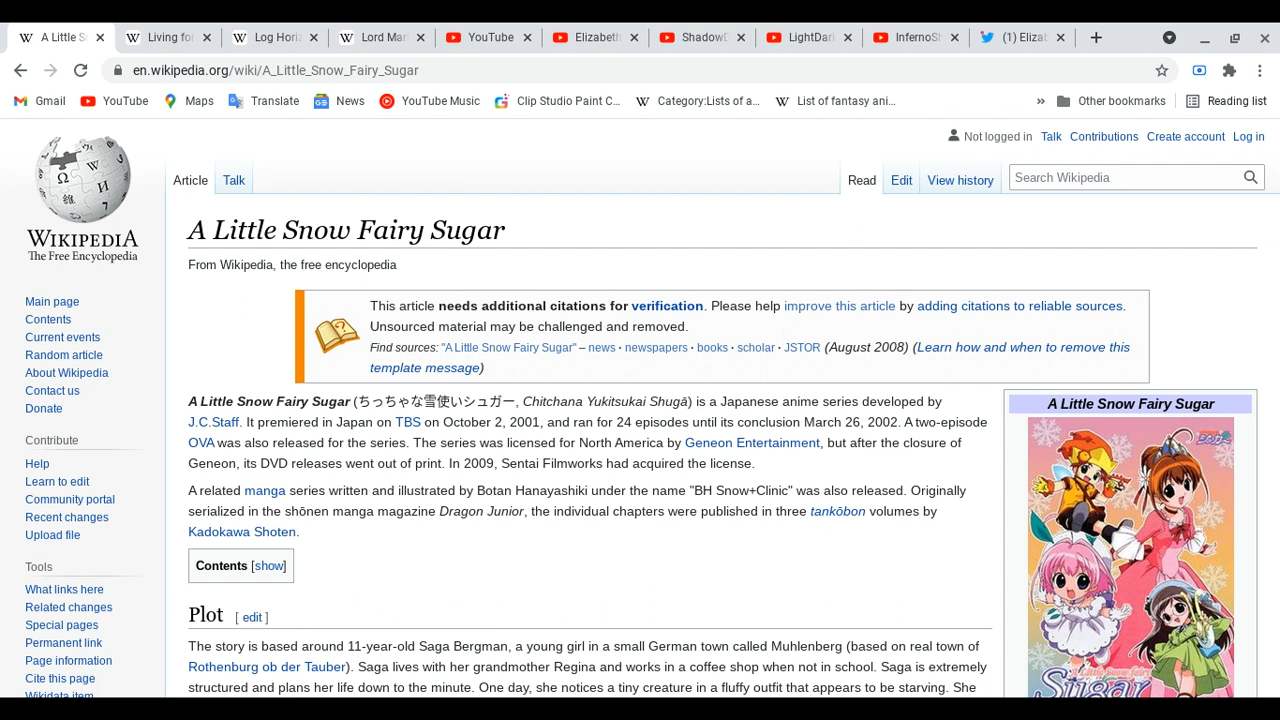 A Little S
Living for
Log Horiz
Lord Mar
YouTube
Elizabeth
ShadowD
LightDark
InfernoSh
(1) Elizab
en.wikipedia.org/wiki/A_Little_Snow_Fairy_Sugar
Gmail
YouTube
Maps
Translate
News
YouTube Music
Clip Studio Paint C...
Category:Lists of a...
List of fantasy ani...
»
Other bookmarks
Reading list
Not logged in Talk Contributions Create account Log in
WIKIPEDIA
The Free Encyclopedia
Article Talk
Read Edit View history
Search Wikipedia
Main page
Contents
Current events
Random article
About Wikipedia
Contact us
Donate
Contribute
Help
Learn to edit
Community portal
Recent changes
Upload file
Tools
What links here
Related changes
Special pages
Permanent link
Page information
Cite this page
Wikidata item
A Little Snow Fairy Sugar
From Wikipedia, the free encyclopedia
This article needs additional citations for verification. Please help improve this article by adding citations to reliable sources.
Unsourced material may be challenged and removed.
Find sources: "A Little Snow Fairy Sugar" – news · newspapers · books · scholar · JSTOR (August 2008) (Learn how and when to remove this
template message)
A Little Snow Fairy Sugar (ちっちゃな雪使いシュガー, Chitchana Yukitsukai Shugā) is a Japanese anime series developed by
J.C.Staff. It premiered in Japan on TBS on October 2, 2001, and ran for 24 episodes until its conclusion March 26, 2002. A two-episode
OVA was also released for the series. The series was licensed for North America by Geneon Entertainment, but after the closure of
Geneon, its DVD releases went out of print. In 2009, Sentai Filmworks had acquired the license.
A related manga series written and illustrated by Botan Hanayashiki under the name "BH Snow+Clinic" was also released. Originally
serialized in the shōnen manga magazine Dragon Junior, the individual chapters were published in three tankōbon volumes by
Kadokawa Shoten.
Contents [show]
Plot [ edit ]
The story is based around 11-year-old Saga Bergman, a young girl in a small German town called Muhlenberg (based on real town of
Rothenburg ob der Tauber). Saga lives with her grandmother Regina and works in a coffee shop when not in school. Saga is extremely
structured and plans her life down to the minute. One day, she notices a tiny creature in a fluffy outfit that appears to be starving. She
A Little Snow Fairy Sugar
A Little Snow fairy
Sugar